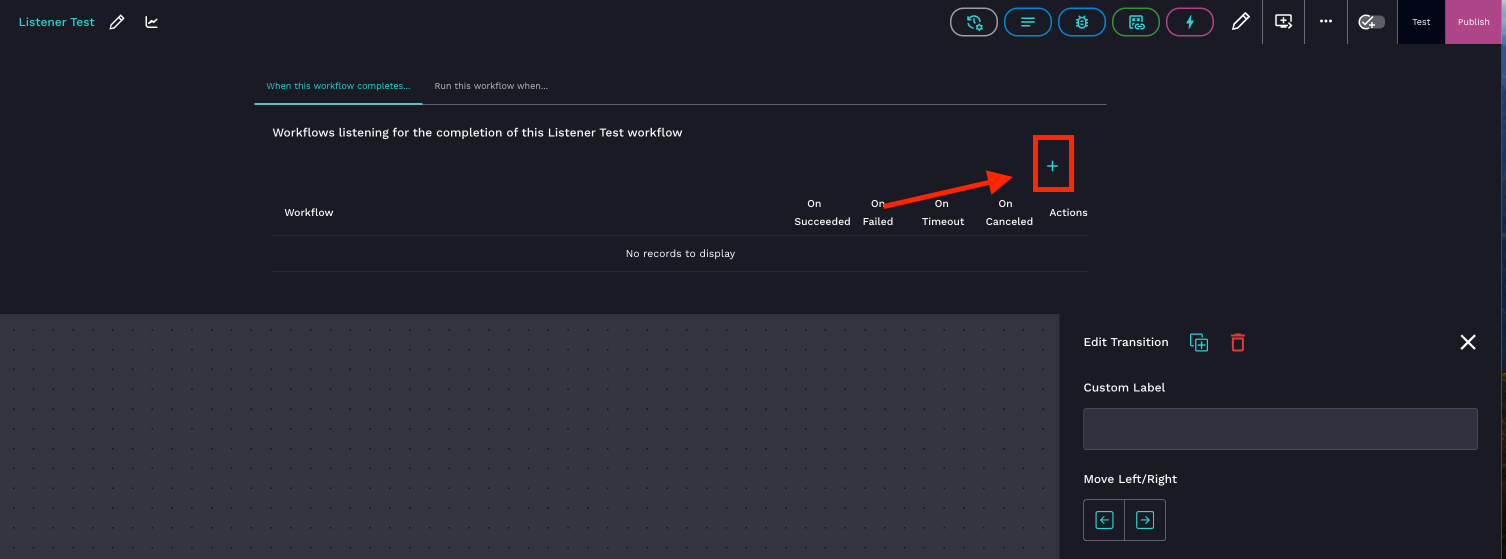 Listener Test
Test
Publish
When this workflow completes...
Run this workflow when...
Workflows listening for the completion of this Listener Test workflow
Workflow
On Succeeded
On Failed
On Timeout
On Canceled
Actions
No records to display
Edit Transition
Custom Label
Move Left/Right